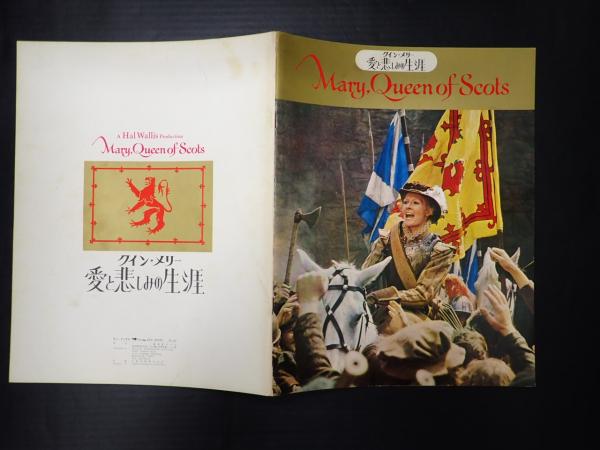 A Hal Wallis Production
Mary, Queen of Scots
クイン・メリー
愛と悲しみの生涯
クイン・メリー
愛と悲しみの生涯
Mary, Queen of Scots